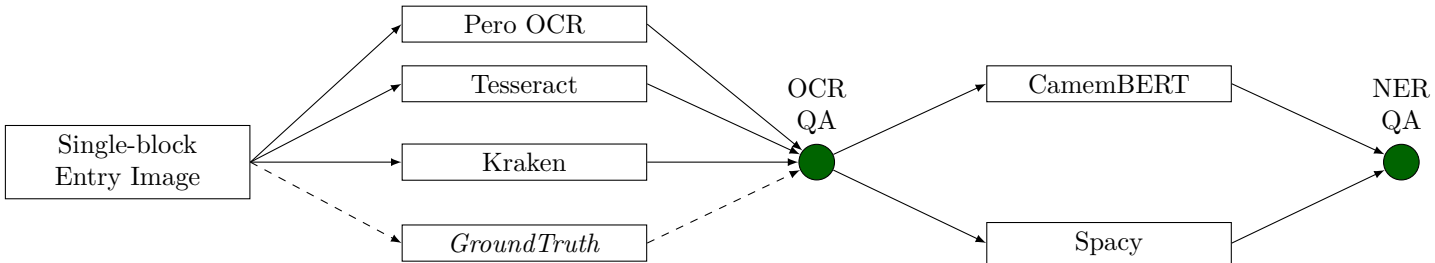 Single-block
Entry Image
Pero OCR
Tesseract
Kraken
GroundTruth
OCR
QA
CamemBERT
Spacy
NER
QA